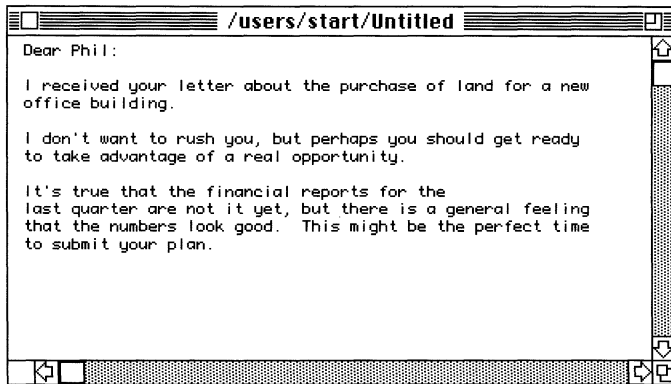 /users/start/Untitled
Dear Phil:
I received your letter about the purchase of land for a new
office building.
I don't want to rush you, but perhaps you should get ready
to take advantage of a real opportunity.
It's true that the financial reports for the
last quarter are not it yet, but there is a general feeling
that the numbers look good.  This might be the perfect time
to submit your plan.